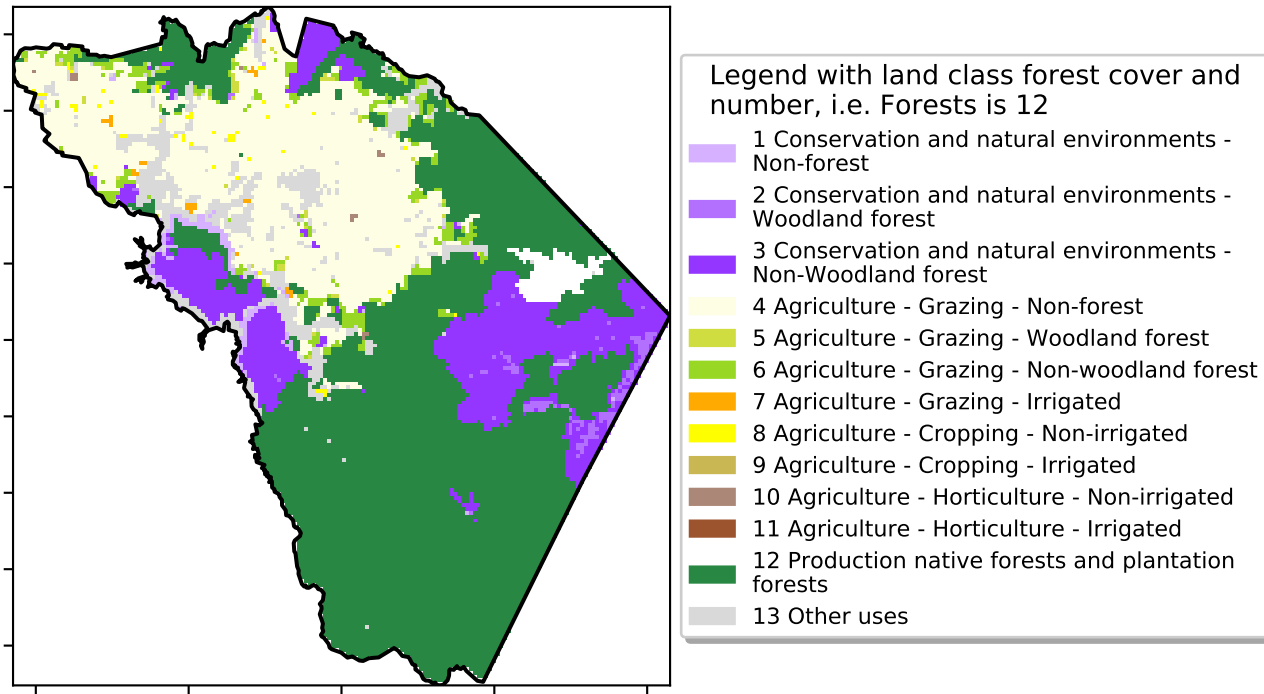 Legend with land class forest cover and
number, i.e. Forests is 12
1 Conservation and natural environments -
Non-forest
2 Conservation and natural environments -
Woodland forest
3 Conservation and natural environments -
Non-Woodland forest
4 Agriculture - Grazing - Non-forest
5 Agriculture - Grazing - Woodland forest
6 Agriculture - Grazing - Non-woodland forest
7 Agriculture - Grazing - Irrigated
8 Agriculture - Cropping - Non-irrigated
9 Agriculture - Cropping - Irrigated
10 Agriculture - Horticulture - Non-irrigated
11 Agriculture - Horticulture - Irrigated
12 Production native forests and plantation
forests
13 Other uses